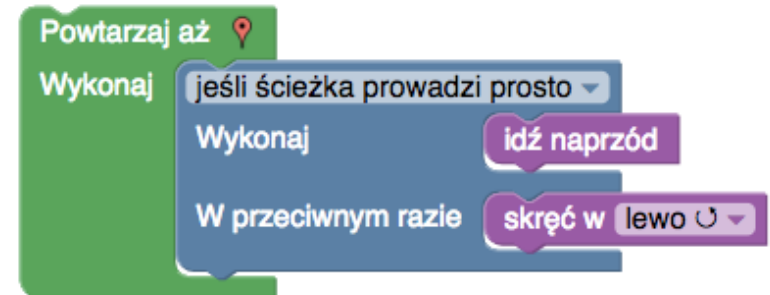 Powtarzaj aż
Wykonaj jeśli ścieżka prowadzi prosto
Wykonaj idź naprzód
W przeciwnym razie skręć w lewo ↺